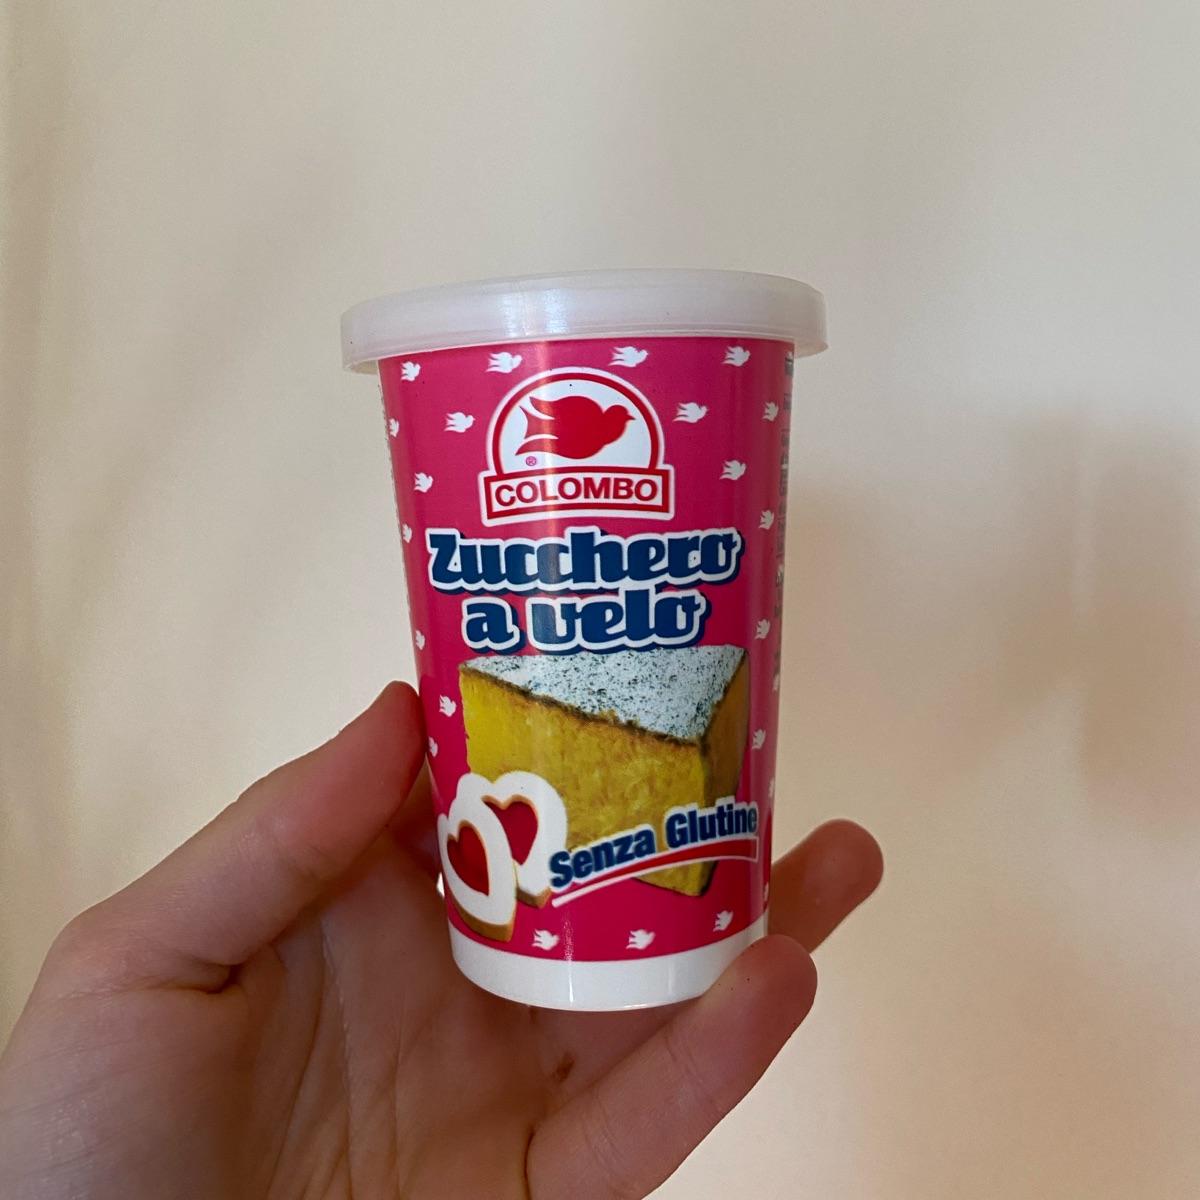 ®
COLOMBO
Zucchero
a velo
Senza Glutine